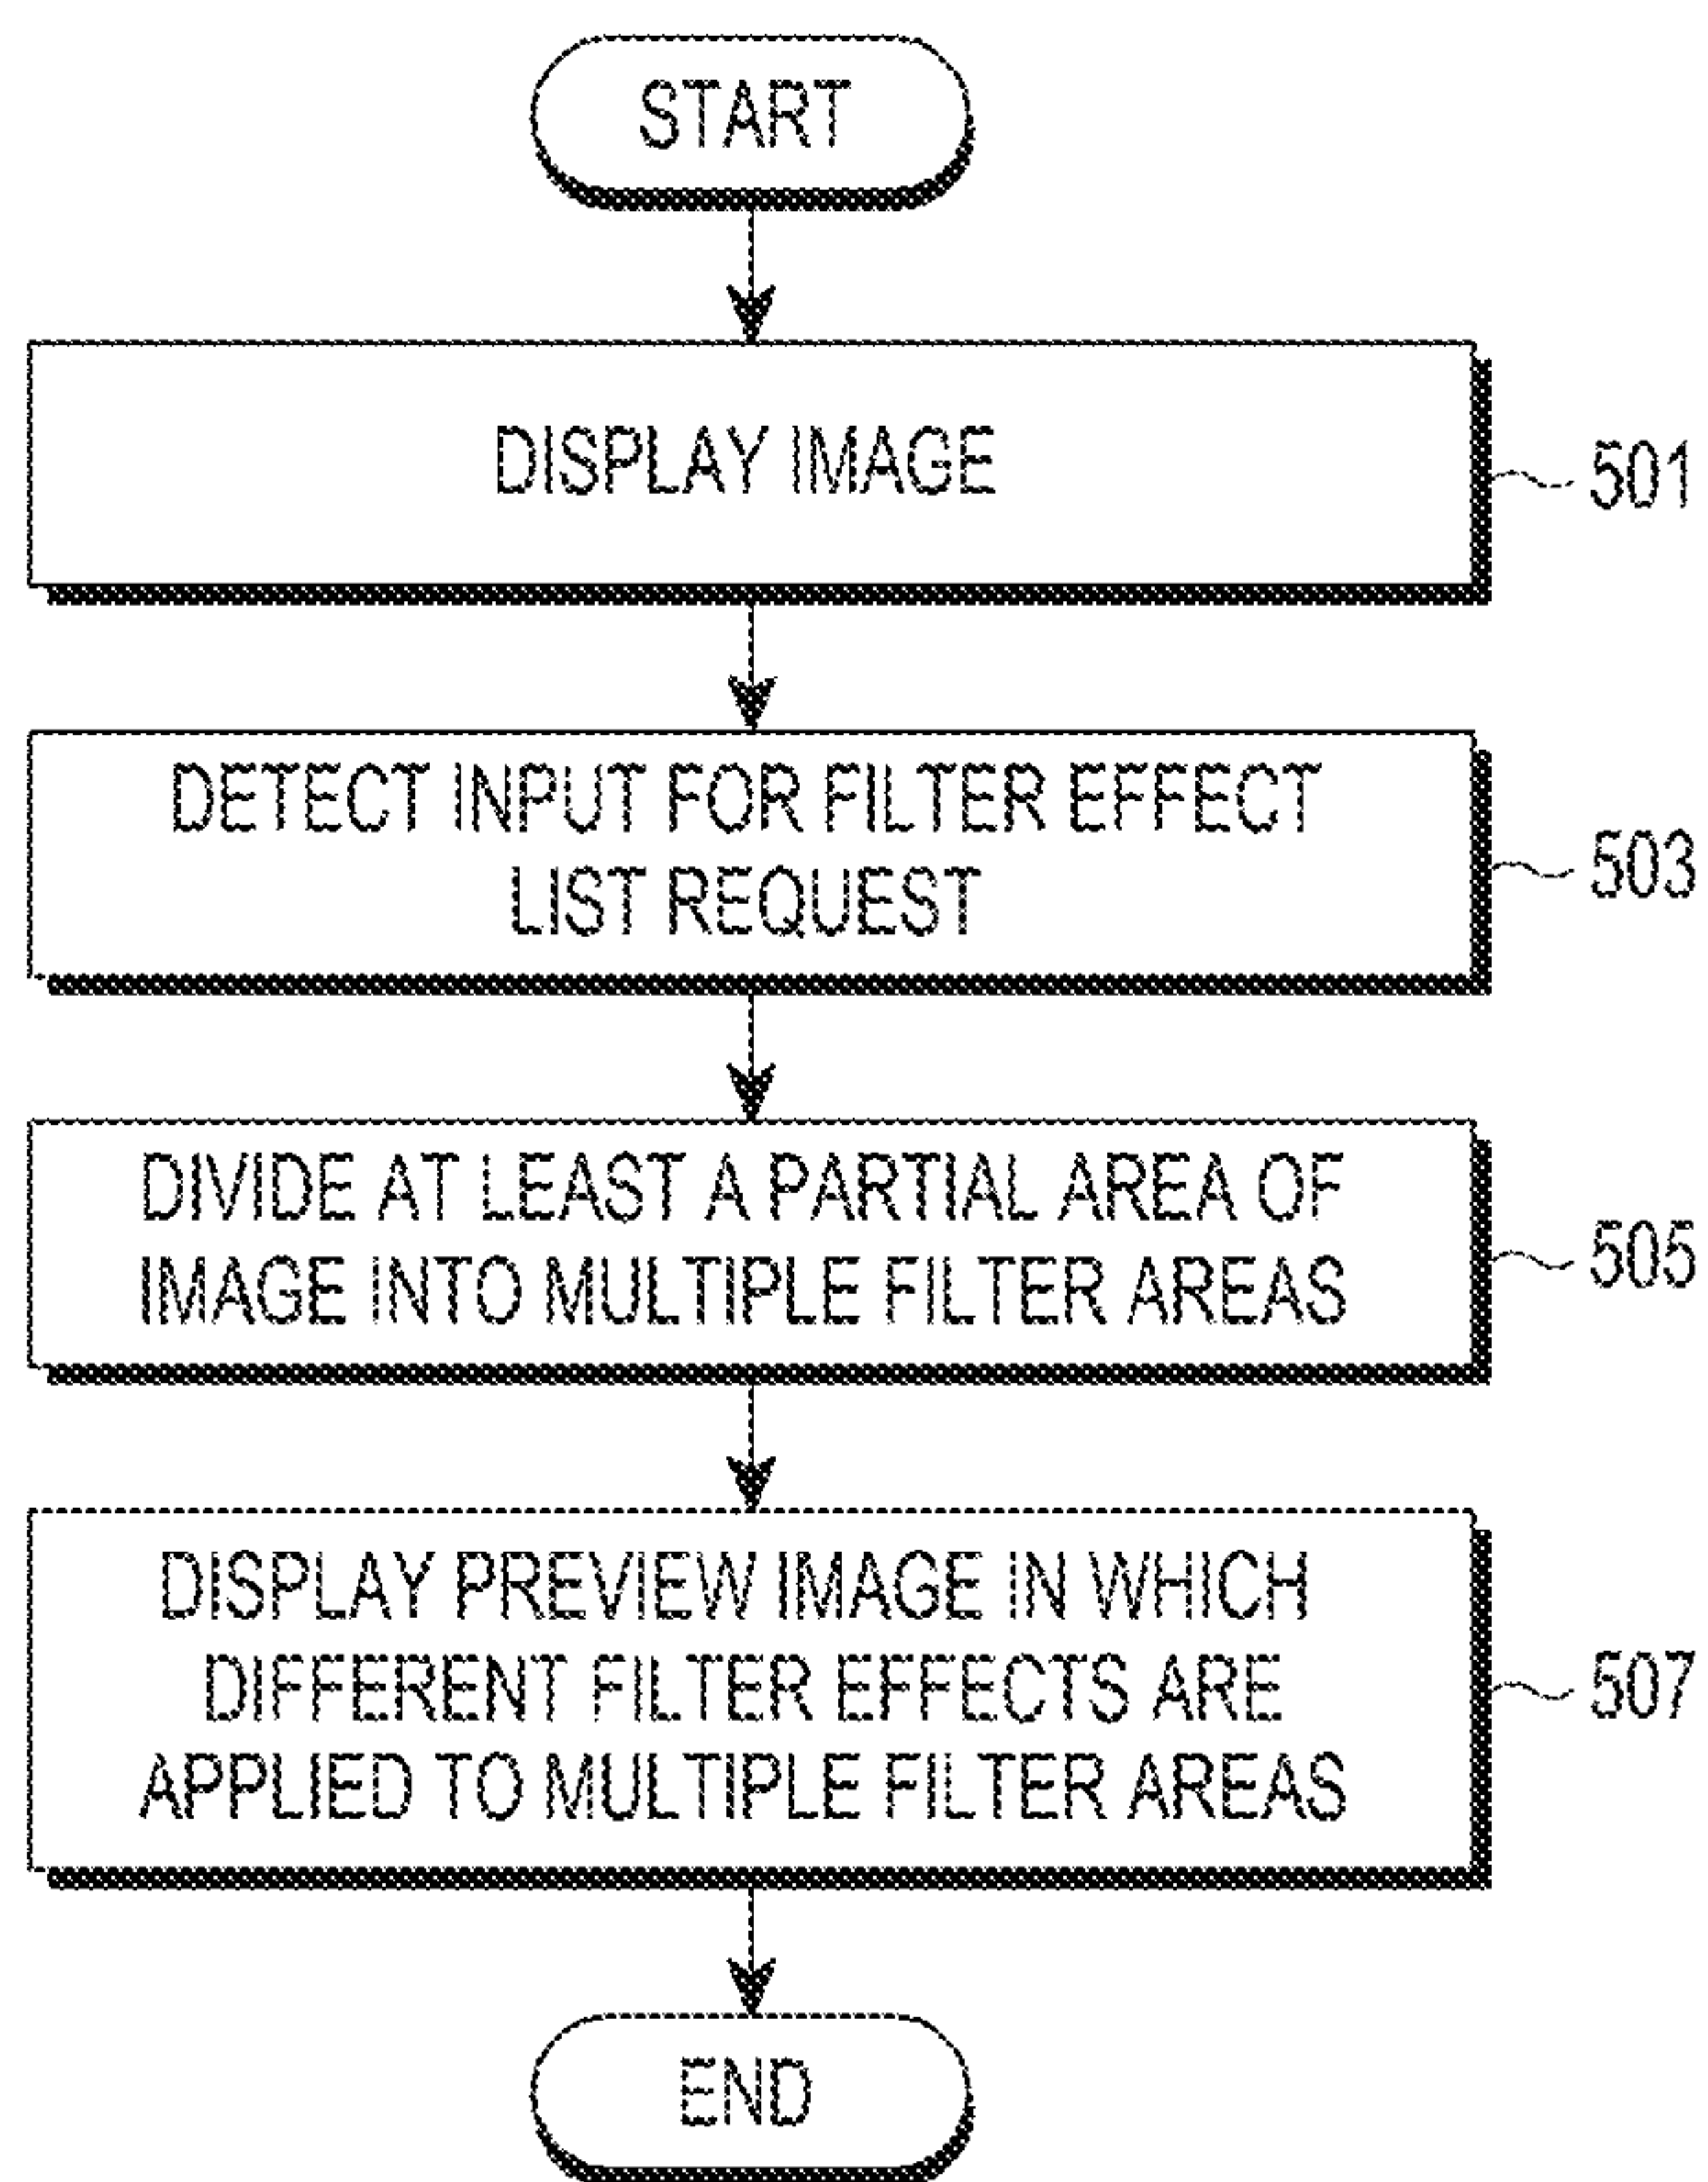 START
DISPLAY IMAGE
501
DETECT INPUT FOR FILTER EFFECT
LIST REQUEST
503
DIVIDE AT LEAST A PARTIAL AREA OF
IMAGE INTO MULTIPLE FILTER AREAS
505
DISPLAY PREVIEW IMAGE IN WHICH
DIFFERENT FILTER EFFECTS ARE
APPLIED TO MULTIPLE FILTER AREAS
507
END